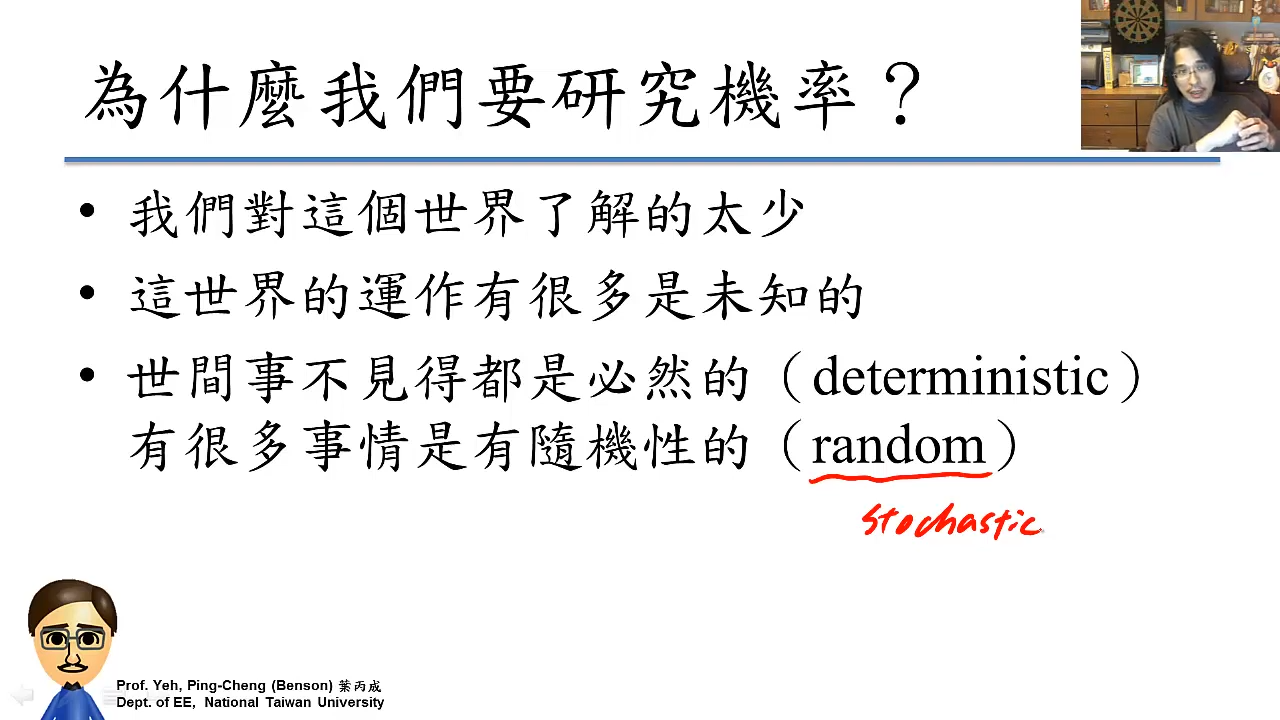 為什麼我們要研究機率？
• 我們對這個世界了解的太少
• 這世界的運作有很多是未知的
• 世間事不見得都是必然的（deterministic）
有很多事情是有隨機性的（random）
stochastic
Prof. Yeh, Ping-Cheng (Benson) 葉丙成
Dept. of EE, National Taiwan University